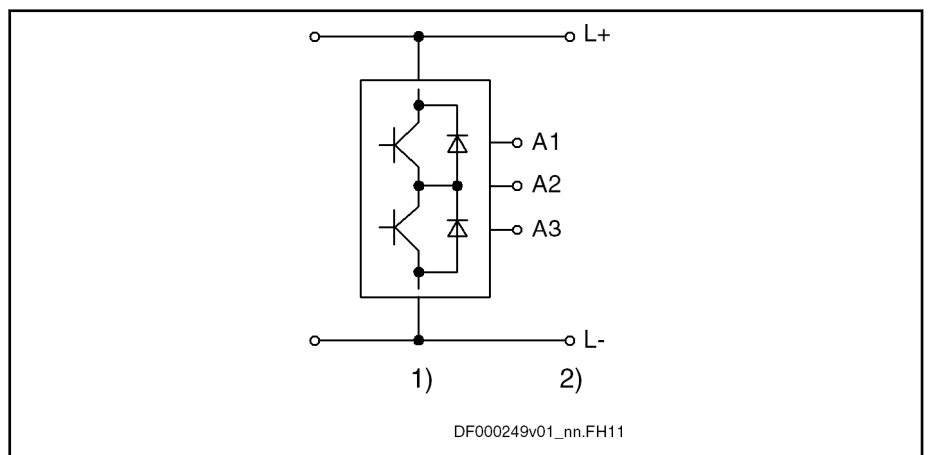 L+
A1
A2
A3
L-
1) 2)
DF000249v01_nn.FH11